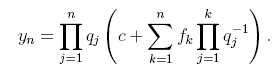 y_n = \prod_{j=1}^{n} q_j \left( c + \sum_{k=1}^{n} f_k \prod_{j=1}^{k} q_j^{-1} \right).